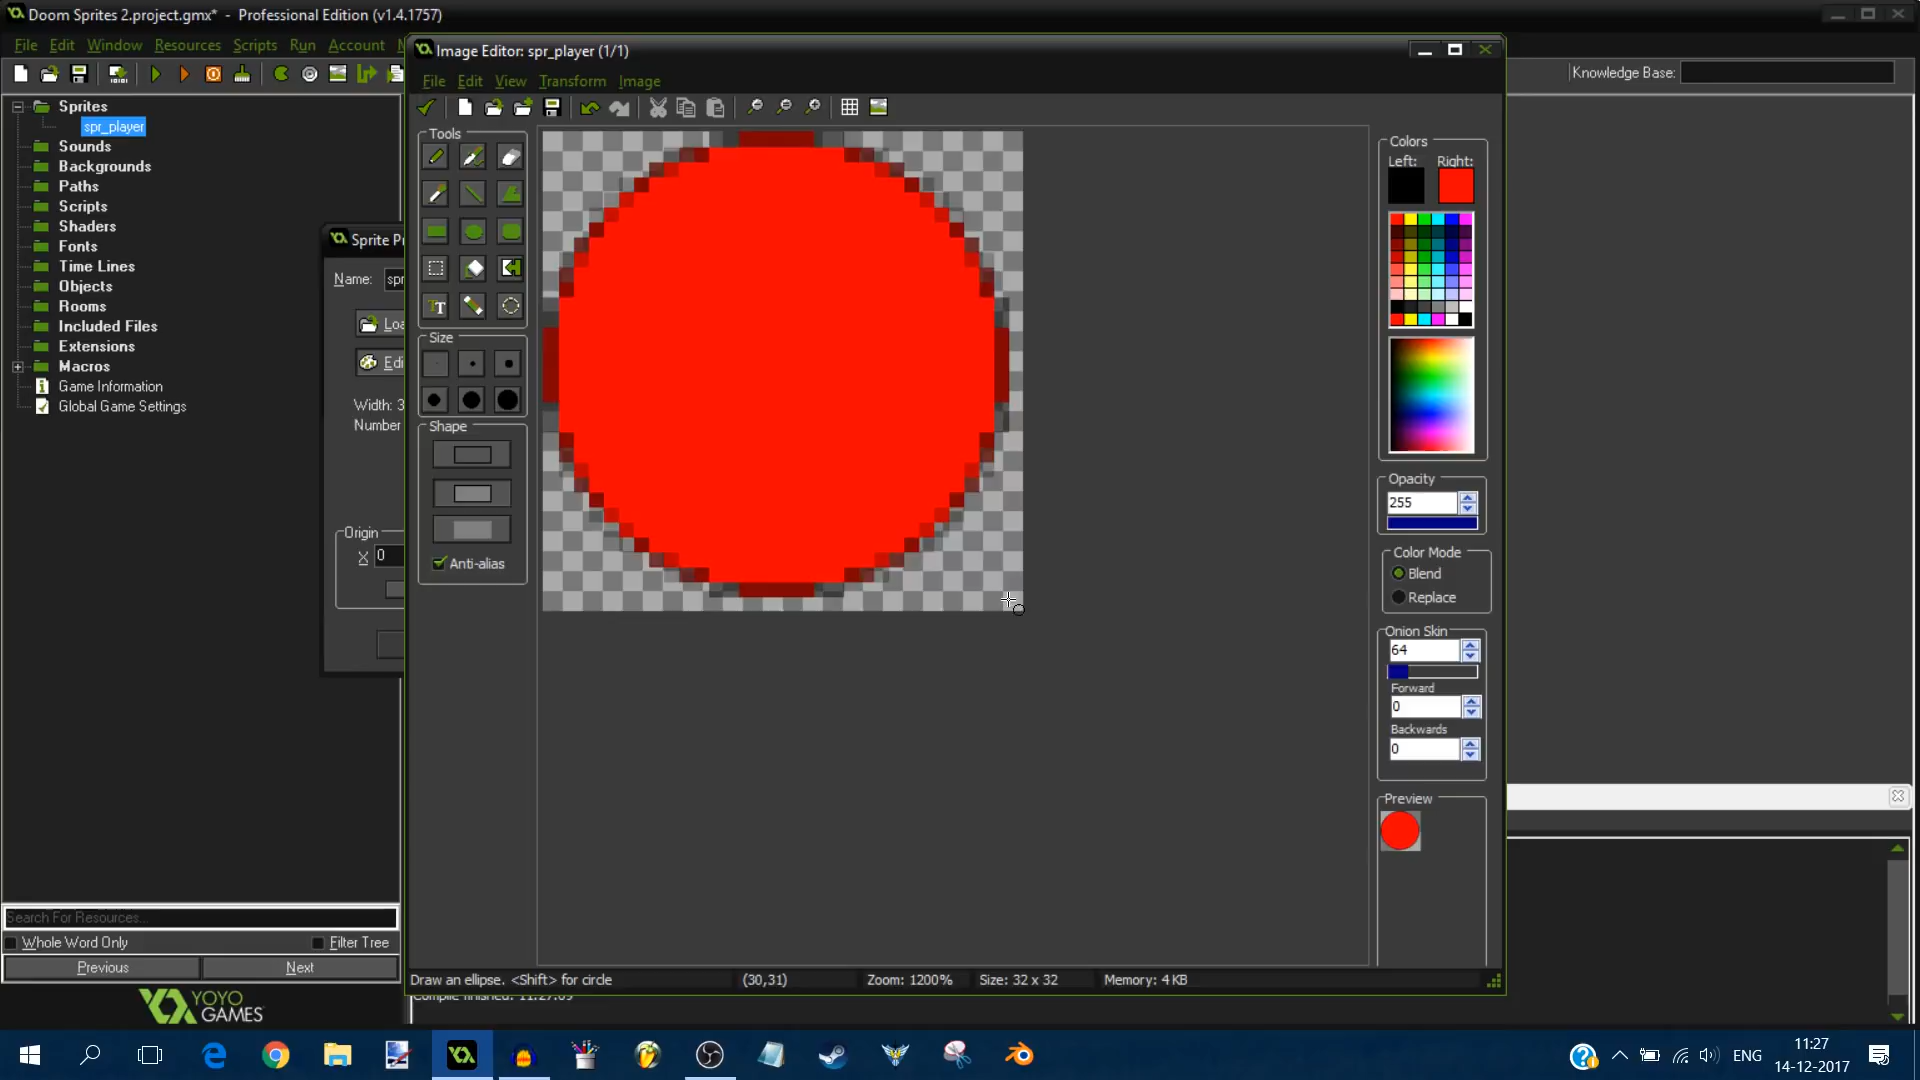 Doom Sprites 2.project.gmx* - Professional Edition (v1.4.1757)
File Edit Window Resources Scripts Run Account
Knowledge Base:
Image Editor: spr_player (1/1)
File Edit View Transform Image
Sprites
spr_player
Sounds
Backgrounds
Paths
Scripts
Shaders
Fonts
Time Lines
Objects
Rooms
Included Files
Extensions
Macros
Game Information
Global Game Settings
Sprite Pr
Name: spr
Loa
Edi
Width: 3
Number
Origin
X 0
Tools
Size
Shape
Anti-alias
Colors
Left: Right:
Opacity
255
Color Mode
Blend
Replace
Onion Skin
64
Forward
0
Backwards
0
Preview
Search For Resources...
Whole Word Only Filter Tree
Previous Next
YOYO
GAMES
Draw an ellipse. <Shift> for circle (30,31) Zoom: 1200% Size: 32 x 32 Memory: 4 KB
ENG
11:27
14-12-2017